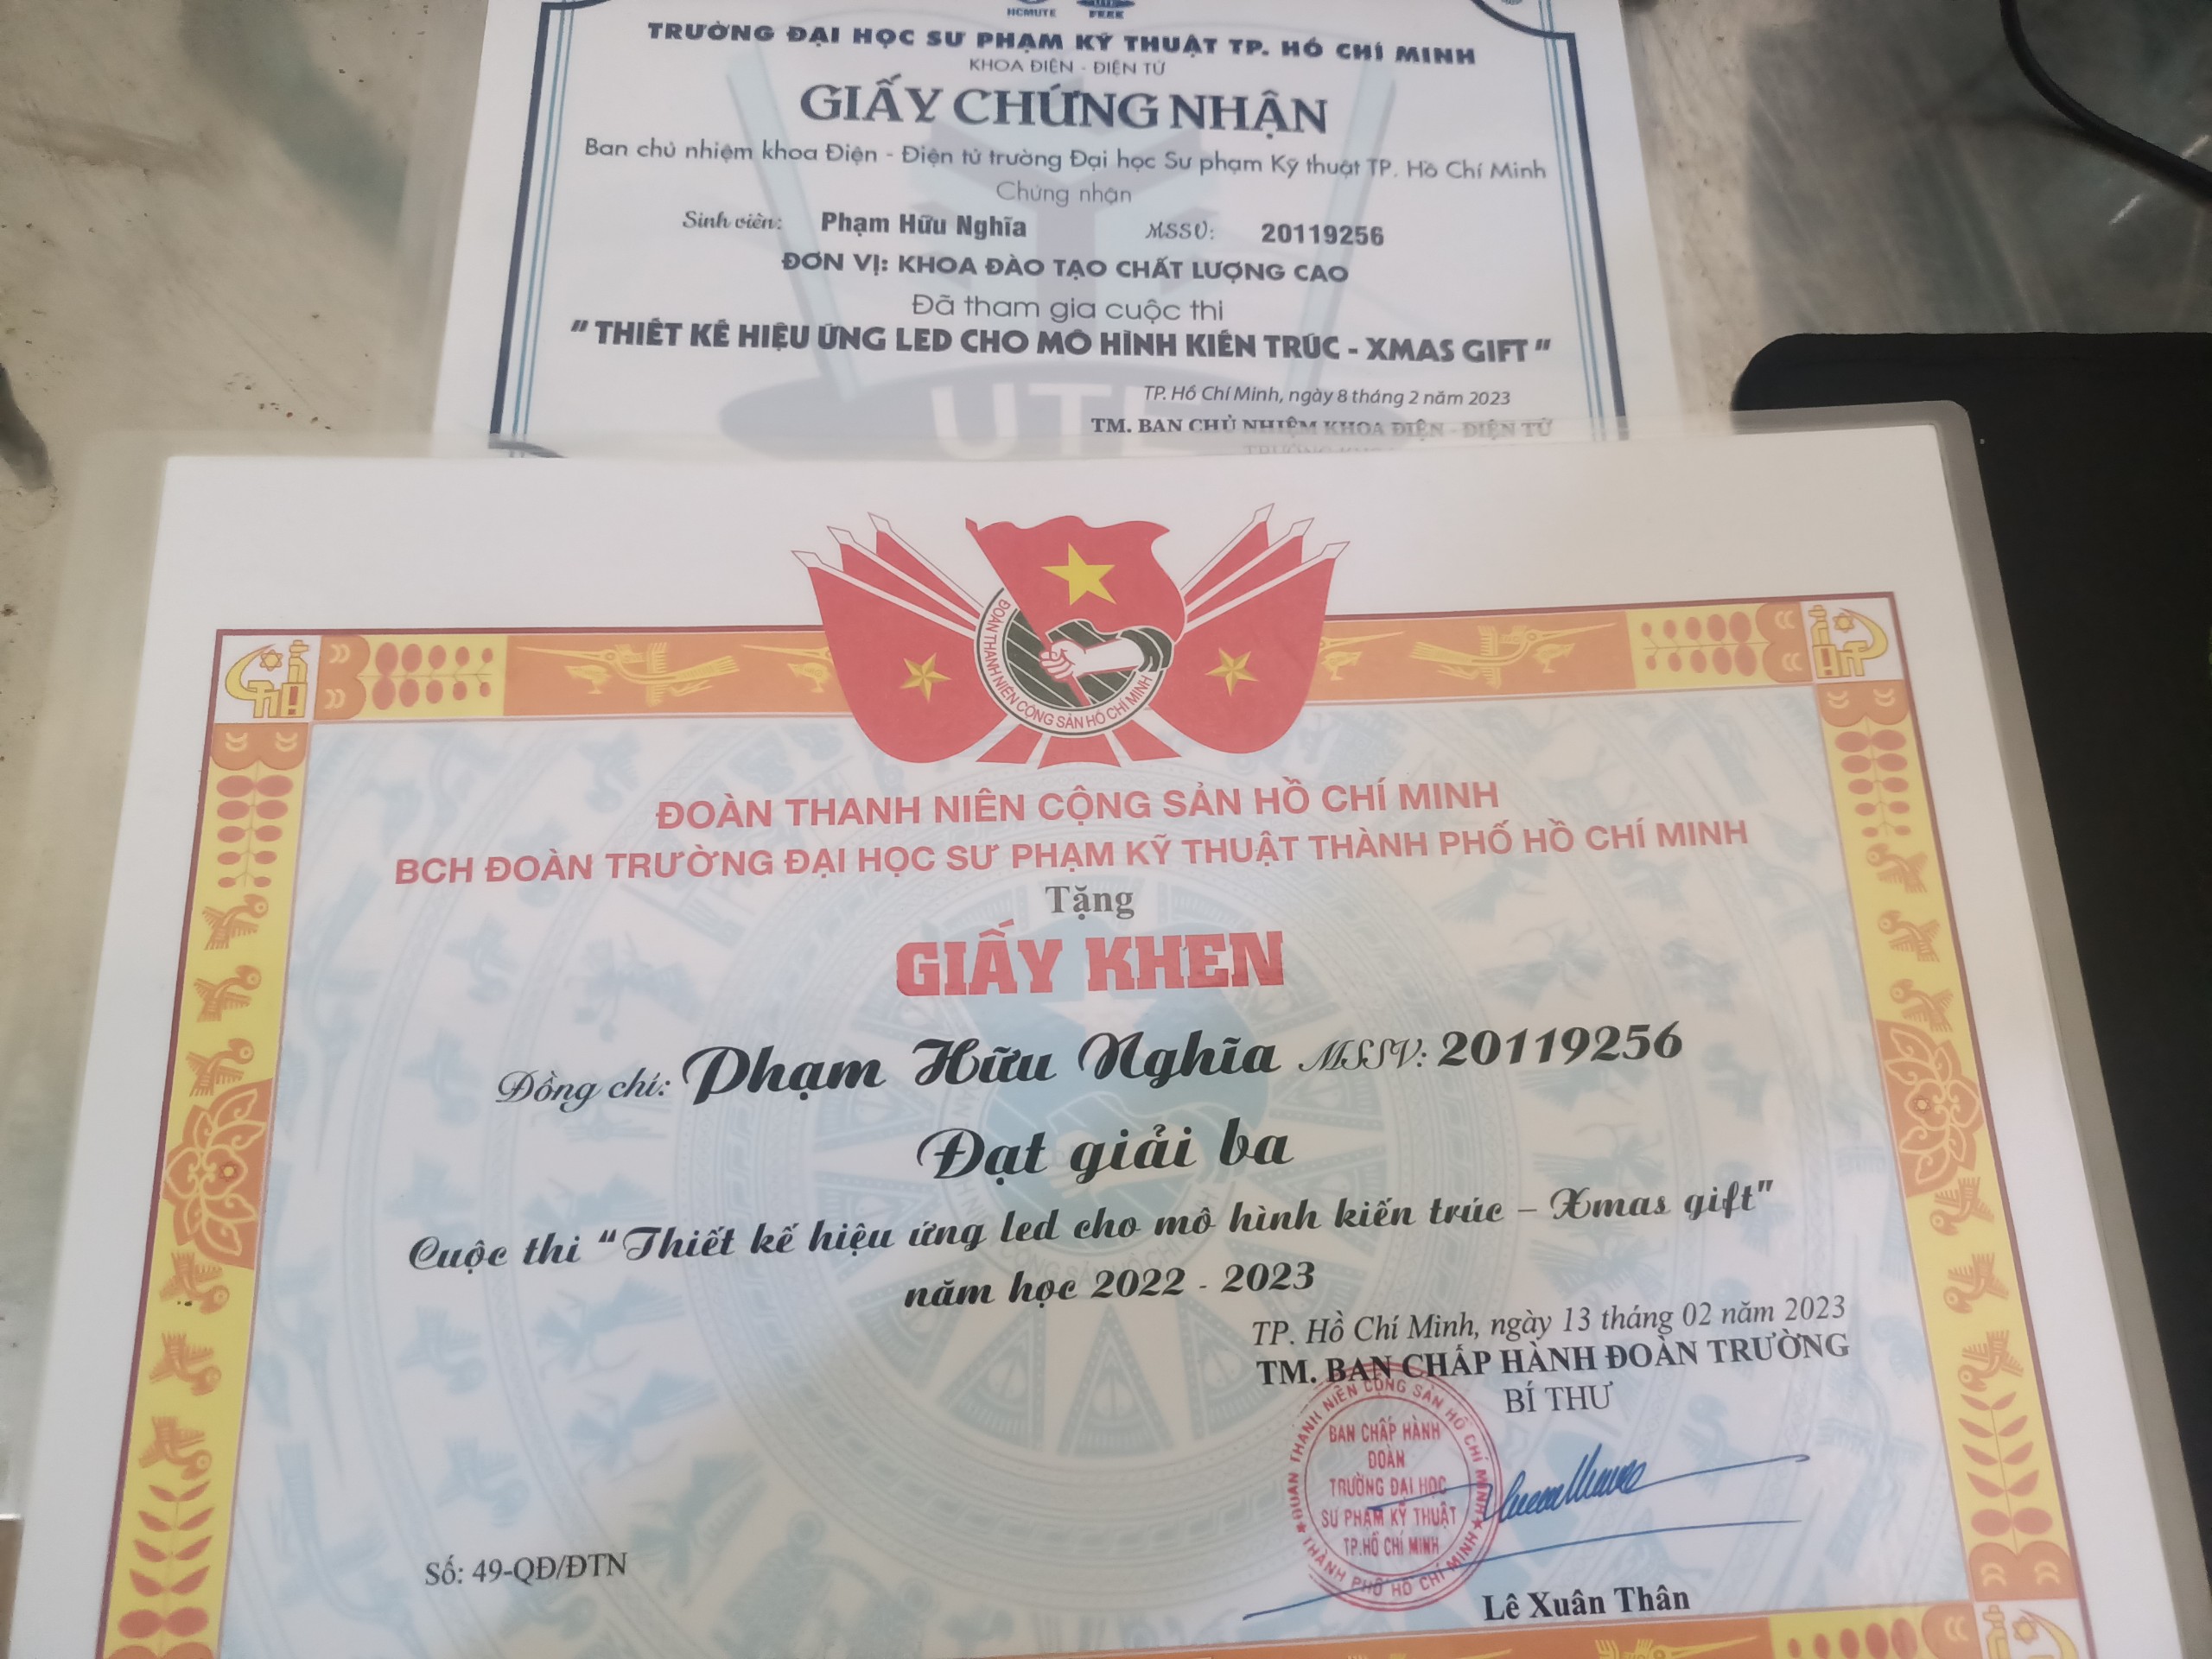 HCMUTE FEEE
TRƯỜNG ĐẠI HỌC SƯ PHẠM KỸ THUẬT TP. HỒ CHÍ MINH
KHOA ĐIỆN - ĐIỆN TỬ
GIẤY CHỨNG NHẬN
Ban chủ nhiệm khoa Điện - Điện tử trường Đại học Sư phạm Kỹ thuật TP. Hồ Chí Minh
Chứng nhận
Sinh viên: Phạm Hữu Nghĩa MSSV: 20119256
ĐƠN VỊ: KHOA ĐÀO TẠO CHẤT LƯỢNG CAO
Đã tham gia cuộc thi
" THIẾT KẾ HIỆU ỨNG LED CHO MÔ HÌNH KIẾN TRÚC - XMAS GIFT "
TP. Hồ Chí Minh, ngày 8 tháng 2 năm 2023
TM. BAN CHỦ NHIỆM KHOA ĐIỆN - ĐIỆN TỬ
ĐOÀN THANH NIÊN CỘNG SẢN HỒ CHÍ MINH
ĐOÀN THANH NIÊN CỘNG SẢN HỒ CHÍ MINH
BCH ĐOÀN TRƯỜNG ĐẠI HỌC SƯ PHẠM KỸ THUẬT THÀNH PHỐ HỒ CHÍ MINH
Tặng
GIẤY KHEN
Đồng chí: Phạm Hữu Nghĩa MSSV: 20119256
Đạt giải ba
Cuộc thi “Thiết kế hiệu ứng led cho mô hình kiến trúc – Xmas gift"
năm học 2022 - 2023
TP. Hồ Chí Minh, ngày 13 tháng 02 năm 2023
TM. BAN CHẤP HÀNH ĐOÀN TRƯỜNG
BÍ THƯ
ĐOÀN THANH NIÊN CỘNG SẢN HỒ CHÍ MINH ★ THÀNH PHỐ HỒ CHÍ MINH ★
BAN CHẤP HÀNH
ĐOÀN
TRƯỜNG ĐẠI HỌC
SƯ PHẠM KỸ THUẬT
TP.HỒ CHÍ MINH
Số: 49-QĐ/ĐTN
Lê Xuân Thân